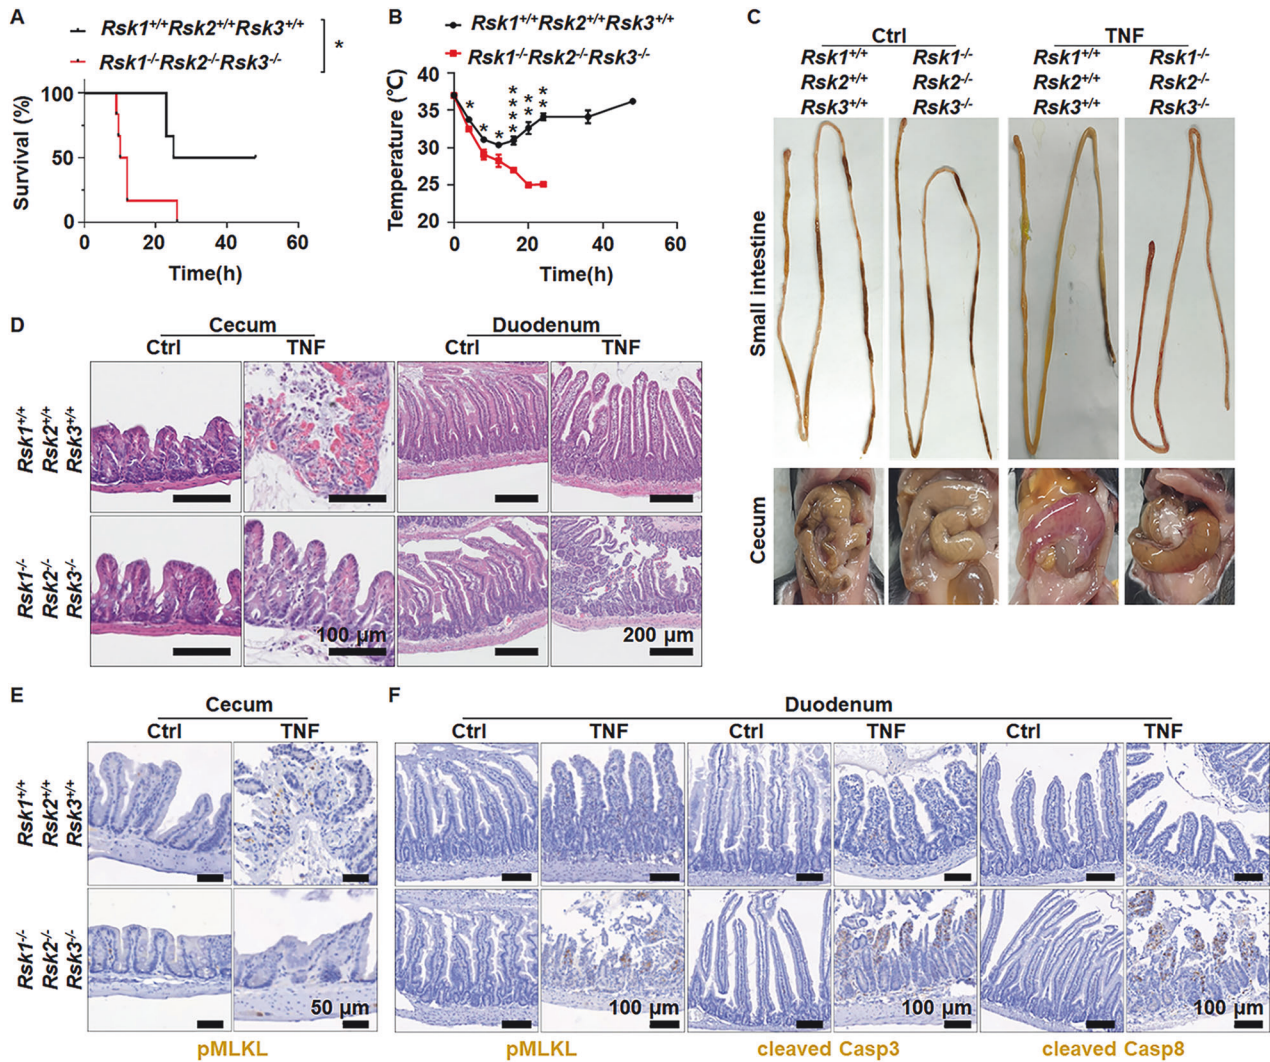 A
Rsk1+/+Rsk2+/+Rsk3+/+
Rsk1-/-Rsk2-/-Rsk3-/-
*
Survival (%)
100
50
0
0 20 40 60
Time(h)
B
Rsk1+/+Rsk2+/+Rsk3+/+
Rsk1-/-Rsk2-/-Rsk3-/-
Temperature (℃)
40
35
30
25
20
* * * **** ** **
0 20 40 60
Time(h)
C
Ctrl TNF
Rsk1+/+ Rsk1-/- Rsk1+/+ Rsk1-/-
Rsk2+/+ Rsk2-/- Rsk2+/+ Rsk2-/-
Rsk3+/+ Rsk3-/- Rsk3+/+ Rsk3-/-
Small intestine
Cecum
D
Cecum Duodenum
Ctrl TNF Ctrl TNF
Rsk1+/+
Rsk2+/+
Rsk3+/+
Rsk1-/-
Rsk2-/-
Rsk3-/-
100 μm 200 μm
E
Cecum
Ctrl TNF
Rsk1+/+
Rsk2+/+
Rsk3+/+
Rsk1-/-
Rsk2-/-
Rsk3-/-
50 μm
pMLKL
F
Duodenum
Ctrl TNF Ctrl TNF Ctrl TNF
100 μm 100 μm 100 μm
pMLKL cleaved Casp3 cleaved Casp8